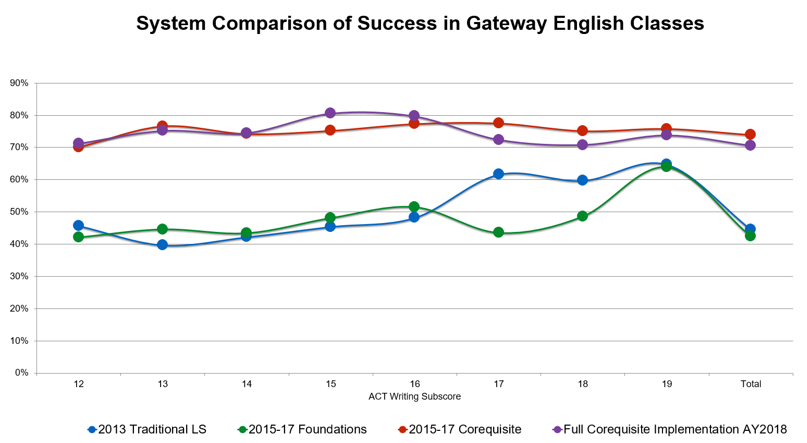 System Comparison of Success in Gateway English Classes
90%
80%
70%
60%
50%
40%
30%
20%
10%
0%
12 13 14 15 16 17 18 19 Total
ACT Writing Subscore
2013 Traditional LS 2015-17 Foundations 2015-17 Corequisite Full Corequisite Implementation AY2018